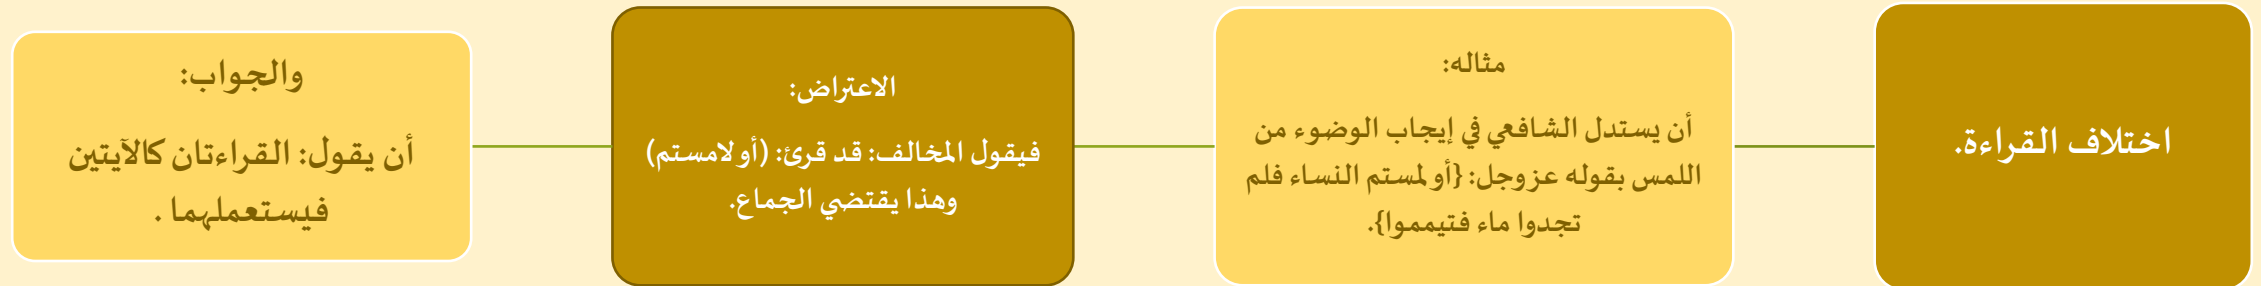 اختلاف القراءة.
مثاله:
أن يستدل الشافعي في إيجاب الوضوء من
اللمس بقوله عزوجل: {أو لمستم النساء فلم
تجدوا ماء فتيمموا}.
الاعتراض:
فيقول المخالف: قد قرئ: (أو لامستم)
وهذا يقتضي الجماع.
والجواب:
أن يقول: القراءتان كالآيتين
فيستعملهما .